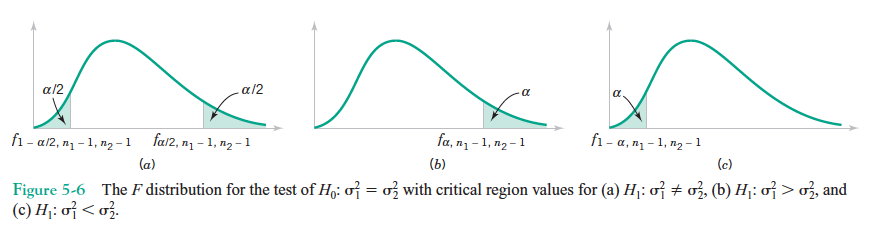 α/2 α/2 α α
f1 – α/2, n1 – 1, n2 – 1 fα/2, n1 – 1, n2 – 1 fα, n1 – 1, n2 – 1 f1 – α, n1 – 1, n2 – 1
(a) (b) (c)
Figure 5-6 The F distribution for the test of H₀: σ₁² = σ₂² with critical region values for (a) H₁: σ₁² ≠ σ₂², (b) H₁: σ₁² > σ₂², and
(c) H₁: σ₁² < σ₂².